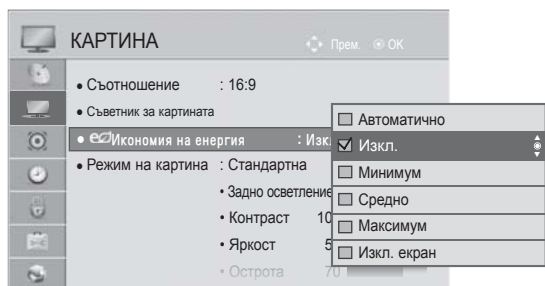 КАРТИНА
Прем. OK
• Съотношение : 16:9
• Съветник за картината
• Икономия на енергия : Изкл.
• Режим на картина : Стандартна
• Задно осветление
• Контраст 10
• Яркост 5
• Острота 70
Автоматично
Изкл.
Минимум
Средно
Максимум
Изкл. екран